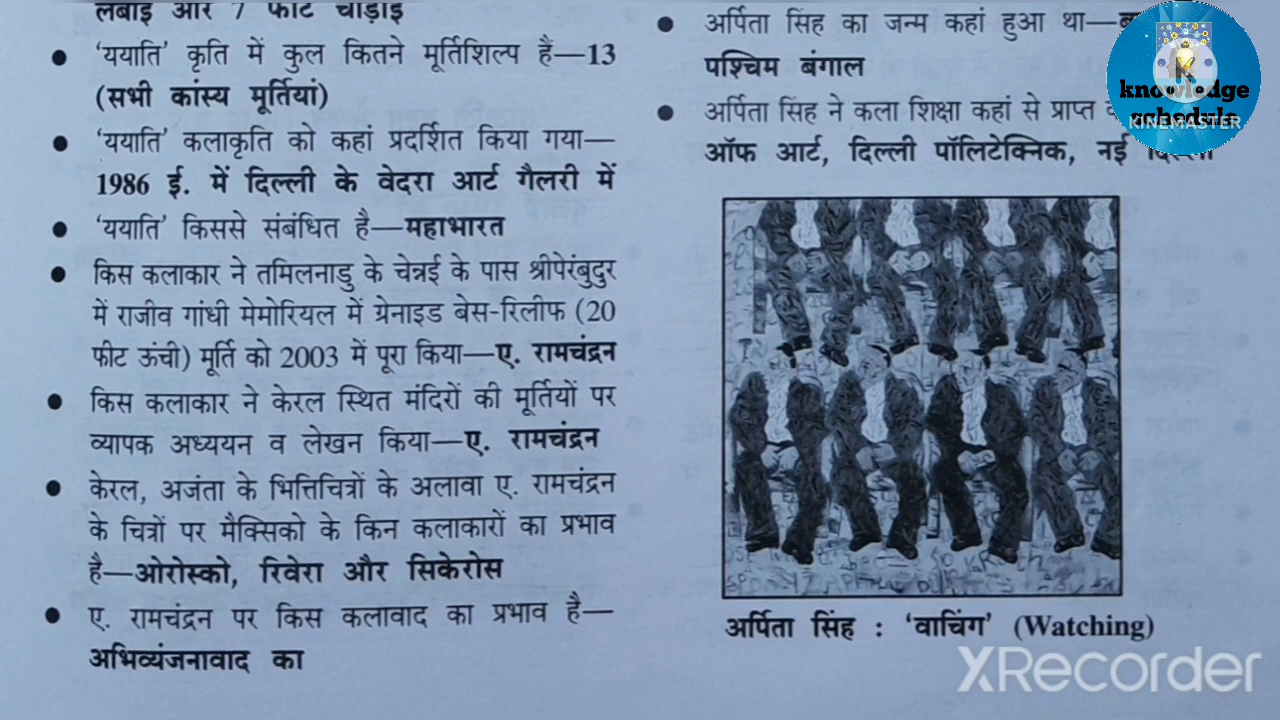 लंबाई और 7 फीट चौड़ाई
'ययाति' कृति में कुल कितने मूर्तिशिल्प हैं—13
(सभी कांस्य मूर्तियां)
'ययाति' कलाकृति को कहां प्रदर्शित किया गया—
1986 ई. में दिल्ली के वेदरा आर्ट गैलरी में
'ययाति' किससे संबंधित है—महाभारत
किस कलाकार ने तमिलनाडु के चेन्नई के पास श्रीपेरंबुदुर
में राजीव गांधी मेमोरियल में ग्रेनाइड बेस-रिलीफ (20
फीट ऊंची) मूर्ति को 2003 में पूरा किया—ए. रामचंद्रन
किस कलाकार ने केरल स्थित मंदिरों की मूर्तियों पर
व्यापक अध्ययन व लेखन किया—ए. रामचंद्रन
केरल, अजंता के भित्तिचित्रों के अलावा ए. रामचंद्रन
के चित्रों पर मैक्सिको के किन कलाकारों का प्रभाव
है—ओरोस्को, रिवेरा और सिकेरोस
ए. रामचंद्रन पर किस कलावाद का प्रभाव है—
अभिव्यंजनावाद का
अर्पिता सिंह का जन्म कहां हुआ था—
पश्चिम बंगाल
अर्पिता सिंह ने कला शिक्षा कहां से प्राप्त
ऑफ आर्ट, दिल्ली पॉलिटेक्निक, नई दिल्ली
अर्पिता सिंह : 'वाचिंग' (Watching)
knowledge
schedule
KINEMASTER
XRecorder